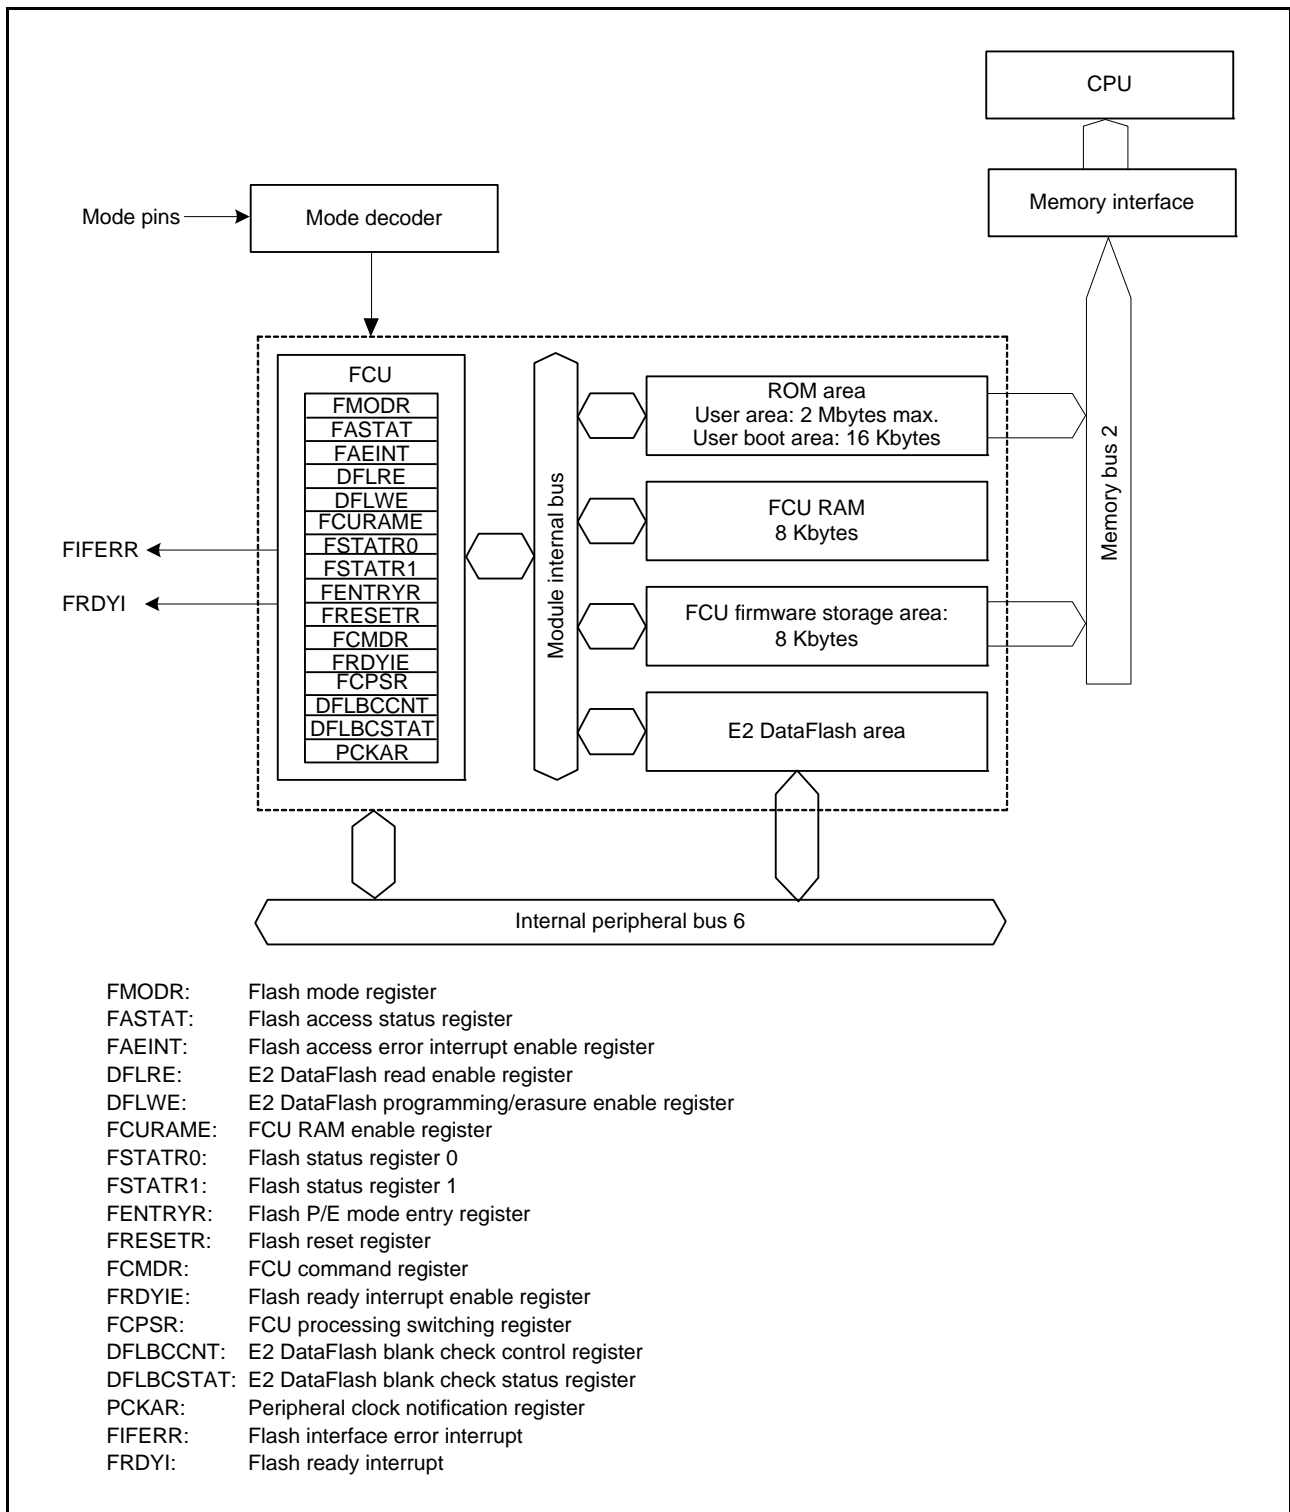 CPU
Memory interface
Mode pins
Mode decoder
FCU
FMODR
FASTAT
FAEINT
DFLRE
DFLWE
FCURAME
FSTATR0
FSTATR1
FENTRYR
FRESETR
FCMDR
FRDYIE
FCPSR
DFLBCCNT
DFLBCSTAT
PCKAR
FIFERR
FRDYI
Module internal bus
ROM area
User area: 2 Mbytes max.
User boot area: 16 Kbytes
FCU RAM
8 Kbytes
FCU firmware storage area:
8 Kbytes
E2 DataFlash area
Memory bus 2
Internal peripheral bus 6
FMODR: Flash mode register
FASTAT: Flash access status register
FAEINT: Flash access error interrupt enable register
DFLRE: E2 DataFlash read enable register
DFLWE: E2 DataFlash programming/erasure enable register
FCURAME: FCU RAM enable register
FSTATR0: Flash status register 0
FSTATR1: Flash status register 1
FENTRYR: Flash P/E mode entry register
FRESETR: Flash reset register
FCMDR: FCU command register
FRDYIE: Flash ready interrupt enable register
FCPSR: FCU processing switching register
DFLBCCNT: E2 DataFlash blank check control register
DFLBCSTAT: E2 DataFlash blank check status register
PCKAR: Peripheral clock notification register
FIFERR: Flash interface error interrupt
FRDYI: Flash ready interrupt